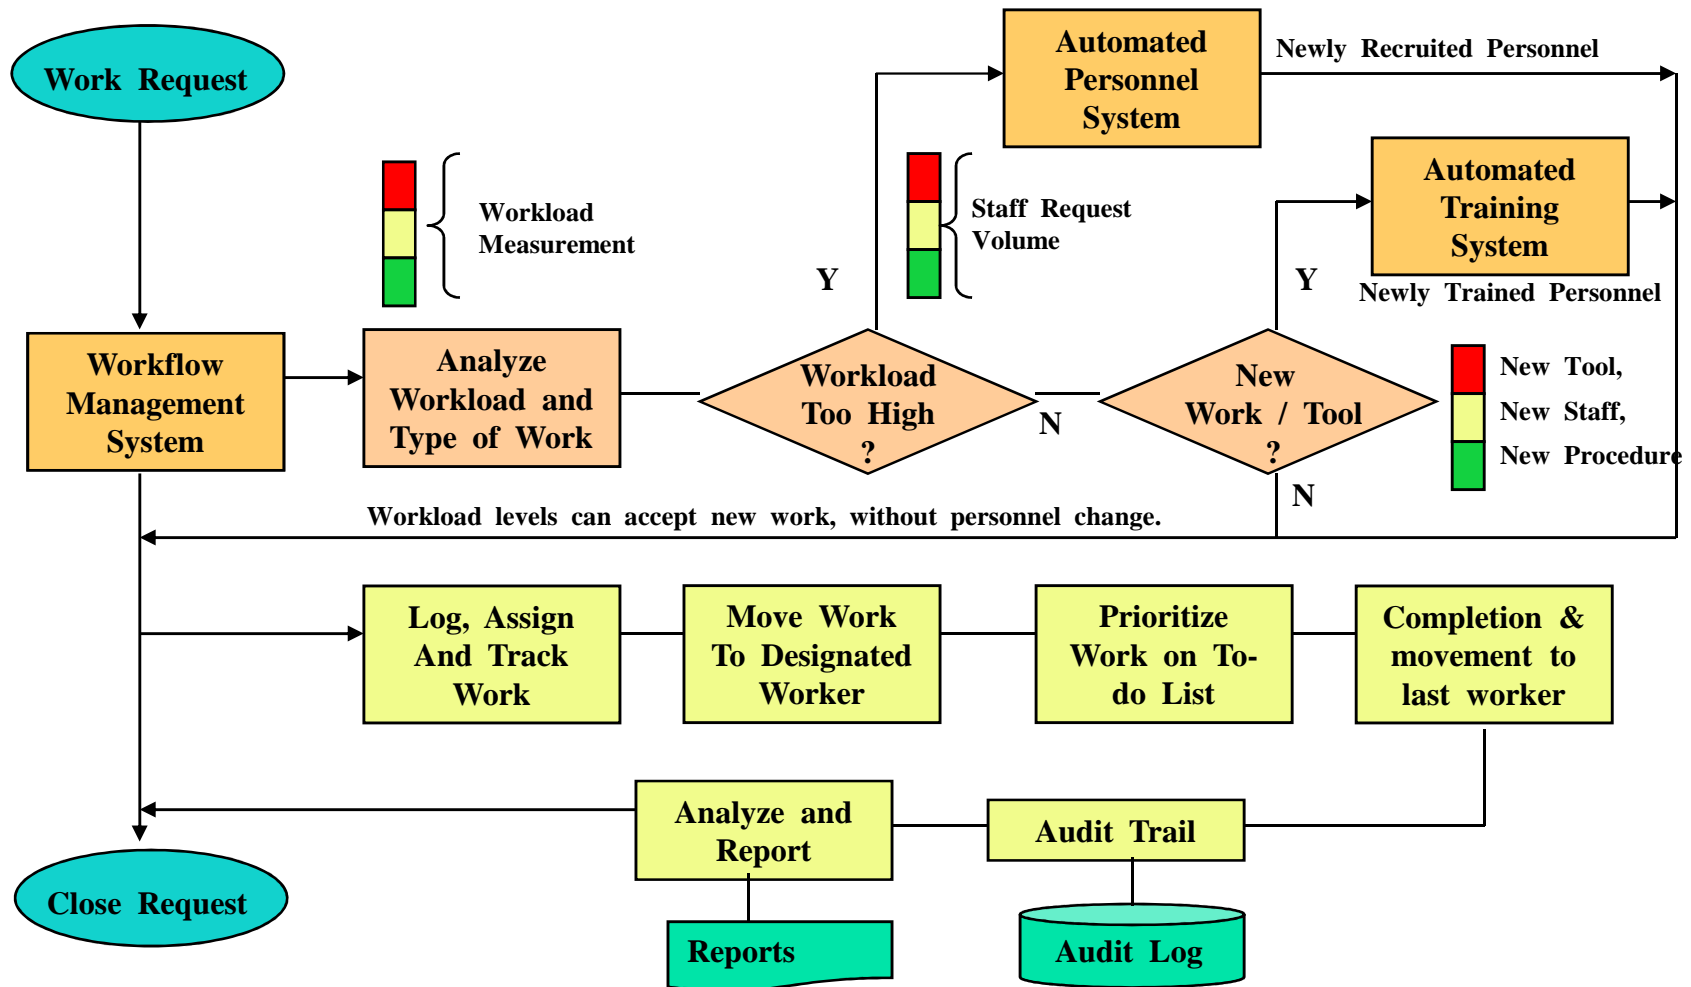 Work Request
Automated
Personnel
System
Newly Recruited Personnel
Workload
Measurement
Staff Request
Volume
Automated
Training
System
Newly Trained Personnel
Y
Y
Workflow
Management
System
Analyze
Workload and
Type of Work
Workload
Too High
?
N
New
Work / Tool
?
N
New Tool,
New Staff,
New Procedure
Workload levels can accept new work, without personnel change.
Log, Assign
And Track
Work
Move Work
To Designated
Worker
Prioritize
Work on To-
do List
Completion &
movement to
last worker
Analyze and
Report
Audit Trail
Close Request
Reports
Audit Log